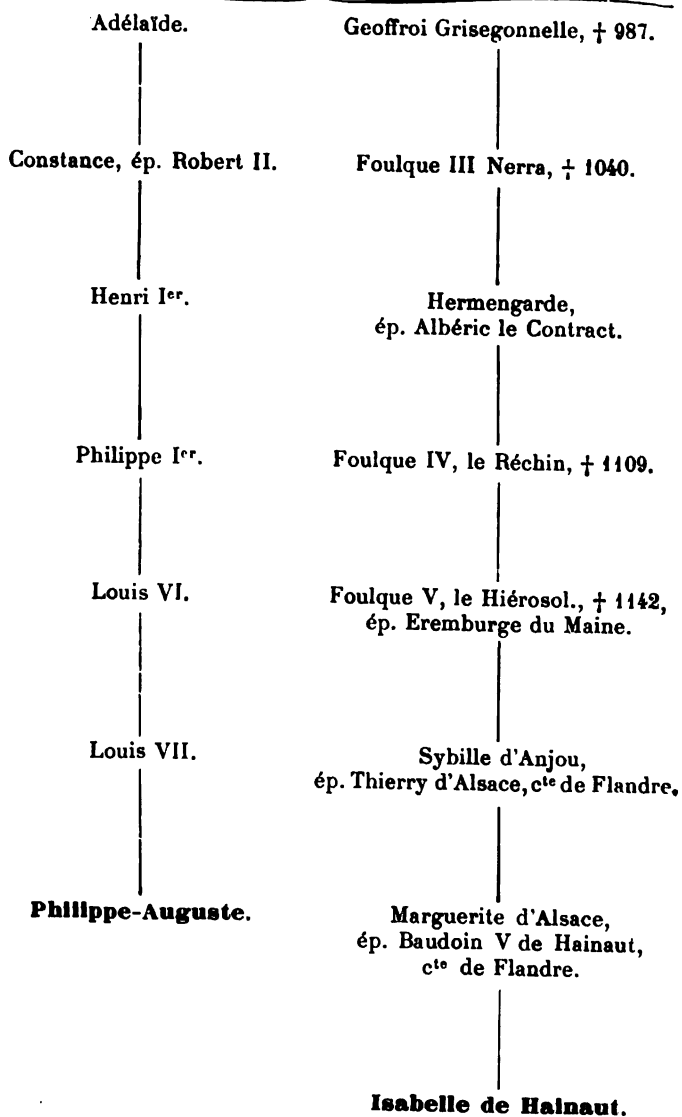 Adélaïde.
Geoffroi Grisegonnelle, † 987.
Constance, ép. Robert II.
Foulque III Nerra, † 1040.
Henri Iᵉʳ.
Hermengarde,
ép. Albéric le Contract.
Philippe Iᵉʳ.
Foulque IV, le Réchin, † 1109.
Louis VI.
Foulque V, le Hiérosol., † 1142,
ép. Eremburge du Maine.
Louis VII.
Sybille d'Anjou,
ép. Thierry d'Alsace, cᵗᵉ de Flandre.
Philippe-Auguste.
Marguerite d'Alsace,
ép. Baudoin V de Hainaut,
cᵗᵉ de Flandre.
Isabelle de Hainaut.